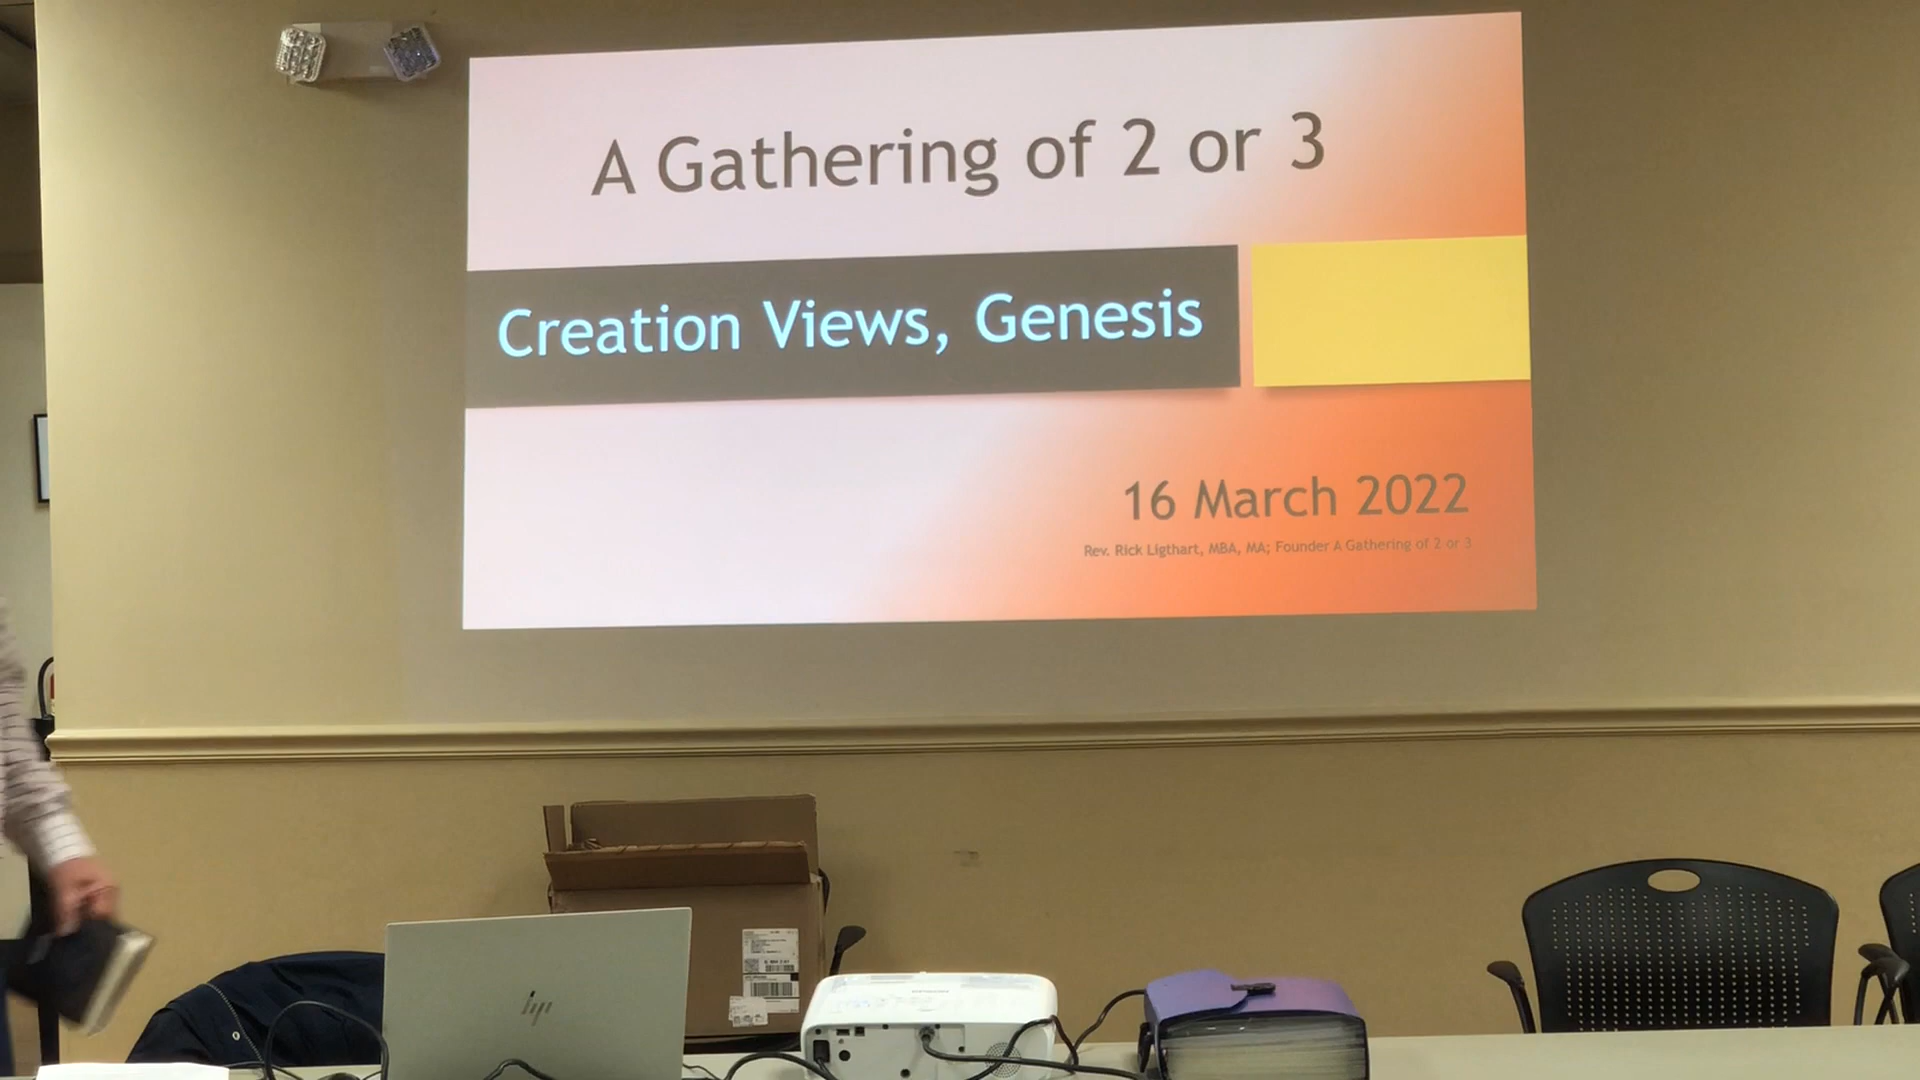 A Gathering of 2 or 3
Creation Views, Genesis
16 March 2022
Rev. Rick Ligthart, MBA, MA; Founder A Gathering of 2 or 3
hp